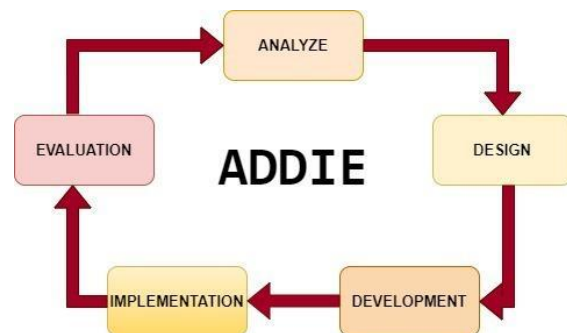 ANALYZE
EVALUATION
DESIGN
ADDIE
IMPLEMENTATION
DEVELOPMENT